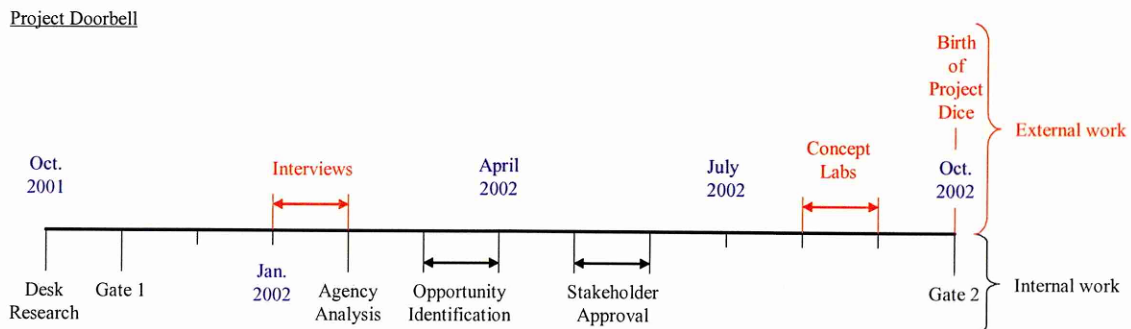 Project Doorbell
Birth
of
Project
Dice
External work
Oct.
2001
Interviews
April
2002
July
2002
Concept
Labs
Oct.
2002
Desk
Research
Gate 1
Jan.
2002
Agency
Analysis
Opportunity
Identification
Stakeholder
Approval
Gate 2
Internal work